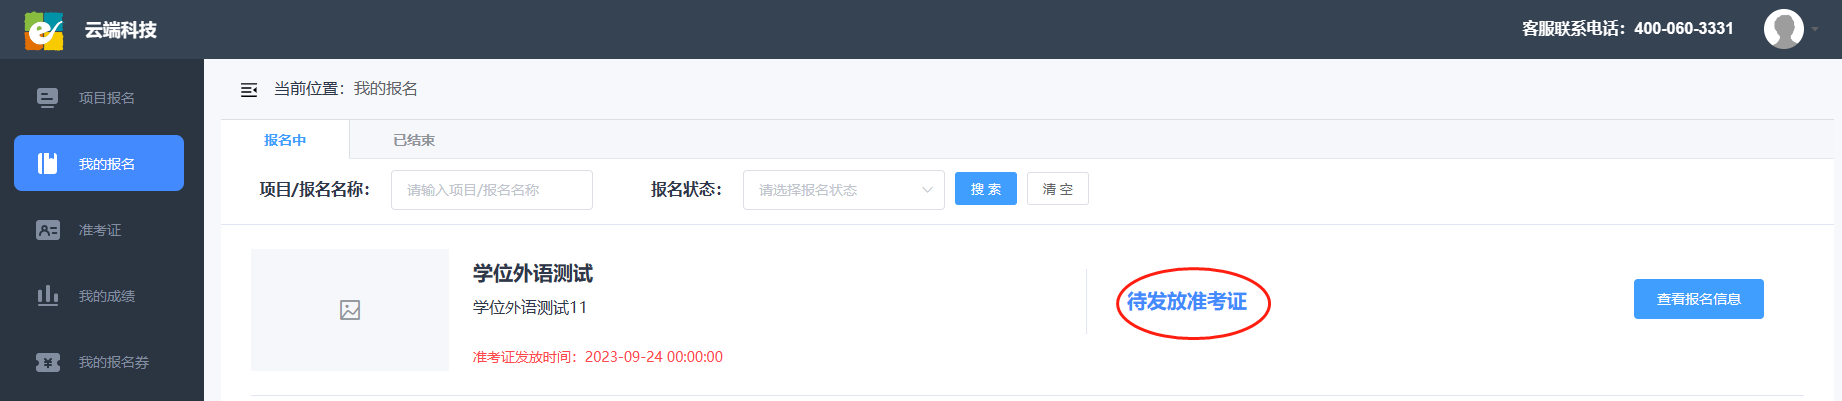 云端科技
客服联系电话：400-060-3331
项目报名
我的报名
准考证
我的成绩
我的报名券
当前位置：我的报名
报名中
已结束
项目/报名名称：
请输入项目/报名名称
报名状态：
请选择报名状态
搜 索
清 空
学位外语测试
学位外语测试11
准考证发放时间：2023-09-24 00:00:00
待发放准考证
查看报名信息